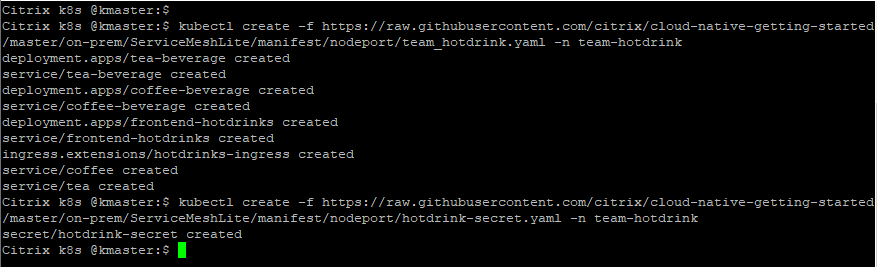 Citrix k8s @kmaster:$
Citrix k8s @kmaster:$ kubectl create -f https://raw.githubusercontent.com/citrix/cloud-native-getting-started
/master/on-prem/ServiceMeshLite/manifest/nodeport/team_hotdrink.yaml -n team-hotdrink
deployment.apps/tea-beverage created
service/tea-beverage created
deployment.apps/coffee-beverage created
service/coffee-beverage created
deployment.apps/frontend-hotdrinks created
service/frontend-hotdrinks created
ingress.extensions/hotdrinks-ingress created
service/coffee created
service/tea created
Citrix k8s @kmaster:$ kubectl create -f https://raw.githubusercontent.com/citrix/cloud-native-getting-started
/master/on-prem/ServiceMeshLite/manifest/nodeport/hotdrink-secret.yaml -n team-hotdrink
secret/hotdrink-secret created
Citrix k8s @kmaster:$